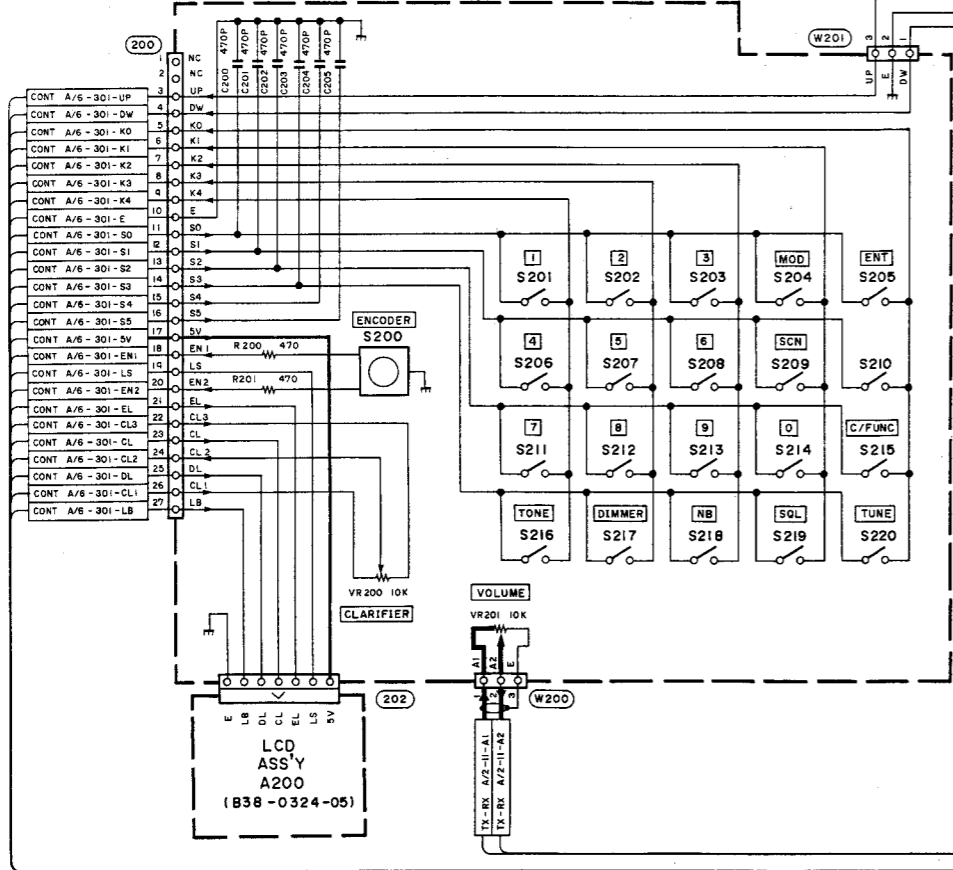 200
W201
3 2 1
UP E DW
470P 470P 470P 470P 470P 470P
C200 C201 C202 C203 C204 C205
1 NC
2 NC
CONT A/6-301-UP 3 UP
CONT A/6-301-DW 4 DW
CONT A/6-301-K0 5 K0
CONT A/6-301-K1 6 K1
CONT A/6-301-K2 7 K2
CONT A/6-301-K3 8 K3
CONT A/6-301-K4 9 K4
CONT A/6-301-E 10 E
CONT A/6-301-S0 11 S0
CONT A/6-301-S1 12 S1
CONT A/6-301-S2 13 S2
CONT A/6-301-S3 14 S3
CONT A/6-301-S4 15 S4
CONT A/6-301-S5 16 S5
CONT A/6-301-5V 17 5V
CONT A/6-301-EN1 18 EN1
CONT A/6-301-LS 19 LS
CONT A/6-301-EN2 20 EN2
CONT A/6-301-EL 21 EL
CONT A/6-301-CL3 22 CL3
CONT A/6-301-CL 23 CL
CONT A/6-301-CL2 24 CL2
CONT A/6-301-DL 25 DL
CONT A/6-301-CL1 26 CL1
CONT A/6-301-LB 27 LB
1 2 3 MOD ENT
S201 S202 S203 S204 S205
ENCODER
S200
R200 470
R201 470
4 5 6 SCN
S206 S207 S208 S209 S210
7 8 9 0 C/FUNC
S211 S212 S213 S214 S215
TONE DIMMER NB SQL TUNE
S216 S217 S218 S219 S220
VR200 10K
CLARIFIER
VOLUME
VR201 10K
A1 A2 E
1 2 3
W200
202
E LB DL CL EL LS 5V
LCD
ASS'Y
A200
(B38-0324-05)
TX-RX A/2-11-A1
TX-RX A/2-11-A2